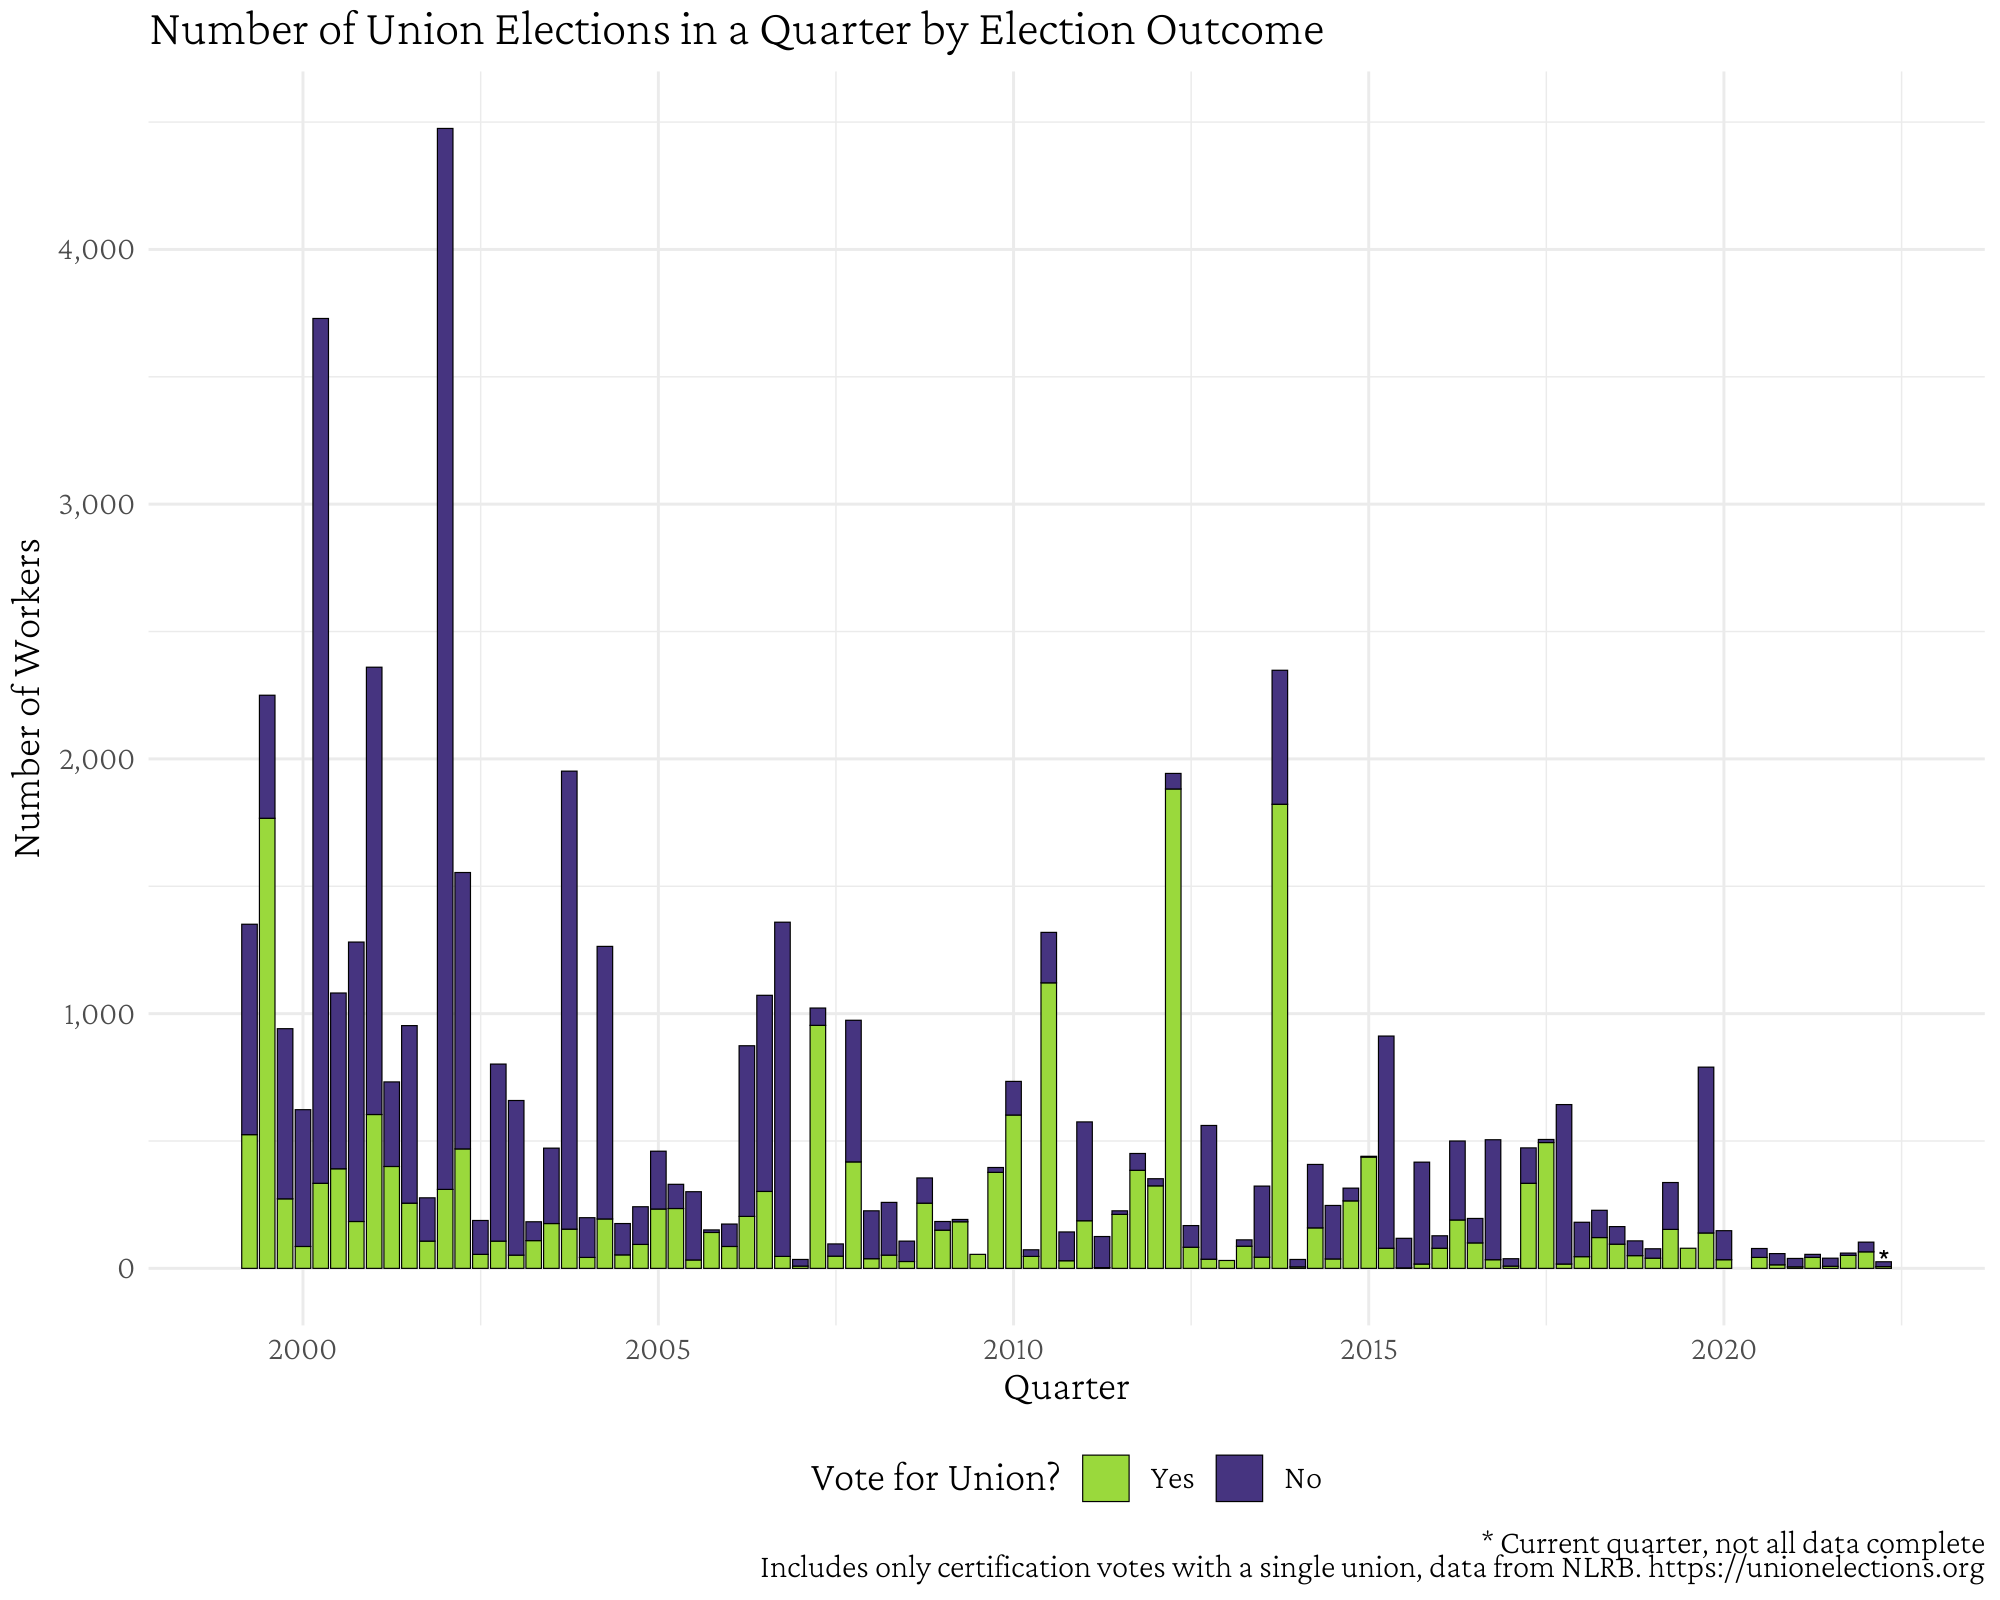 Number of Union Elections in a Quarter by Election Outcome
Number of Workers
4,000
3,000
2,000
1,000
0
*
2000 2005 2010 2015 2020
Quarter
Vote for Union? Yes No
* Current quarter, not all data complete
Includes only certification votes with a single union, data from NLRB. https://unionelections.org